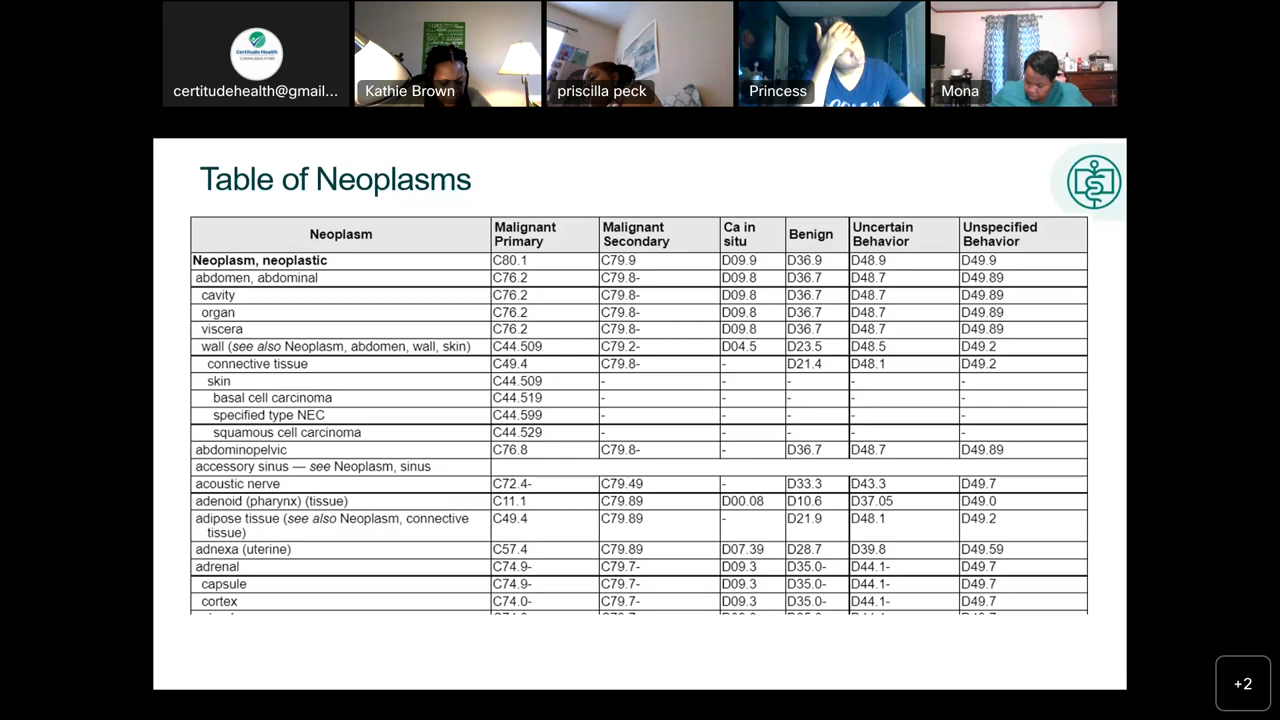 Certitude Health
CODING EDUCATORS
certitudehealth@gmail...
Kathie Brown
priscilla peck
Princess
Mona
Table of Neoplasms
Neoplasm Malignant Primary Malignant Secondary Ca in situ Benign Uncertain Behavior Unspecified Behavior
Neoplasm, neoplastic C80.1 C79.9 D09.9 D36.9 D48.9 D49.9
abdomen, abdominal C76.2 C79.8- D09.8 D36.7 D48.7 D49.89
cavity C76.2 C79.8- D09.8 D36.7 D48.7 D49.89
organ C76.2 C79.8- D09.8 D36.7 D48.7 D49.89
viscera C76.2 C79.8- D09.8 D36.7 D48.7 D49.89
wall (see also Neoplasm, abdomen, wall, skin) C44.509 C79.2- D04.5 D23.5 D48.5 D49.2
connective tissue C49.4 C79.8- - D21.4 D48.1 D49.2
skin C44.509 - - - - -
basal cell carcinoma C44.519 - - - - -
specified type NEC C44.599 - - - - -
squamous cell carcinoma C44.529 - - - - -
abdominopelvic C76.8 C79.8- - D36.7 D48.7 D49.89
accessory sinus — see Neoplasm, sinus
acoustic nerve C72.4- C79.49 - D33.3 D43.3 D49.7
adenoid (pharynx) (tissue) C11.1 C79.89 D00.08 D10.6 D37.05 D49.0
adipose tissue (see also Neoplasm, connective tissue) C49.4 C79.89 - D21.9 D48.1 D49.2
adnexa (uterine) C57.4 C79.89 D07.39 D28.7 D39.8 D49.59
adrenal C74.9- C79.7- D09.3 D35.0- D44.1- D49.7
capsule C74.9- C79.7- D09.3 D35.0- D44.1- D49.7
cortex C74.0- C79.7- D09.3 D35.0- D44.1- D49.7
+2